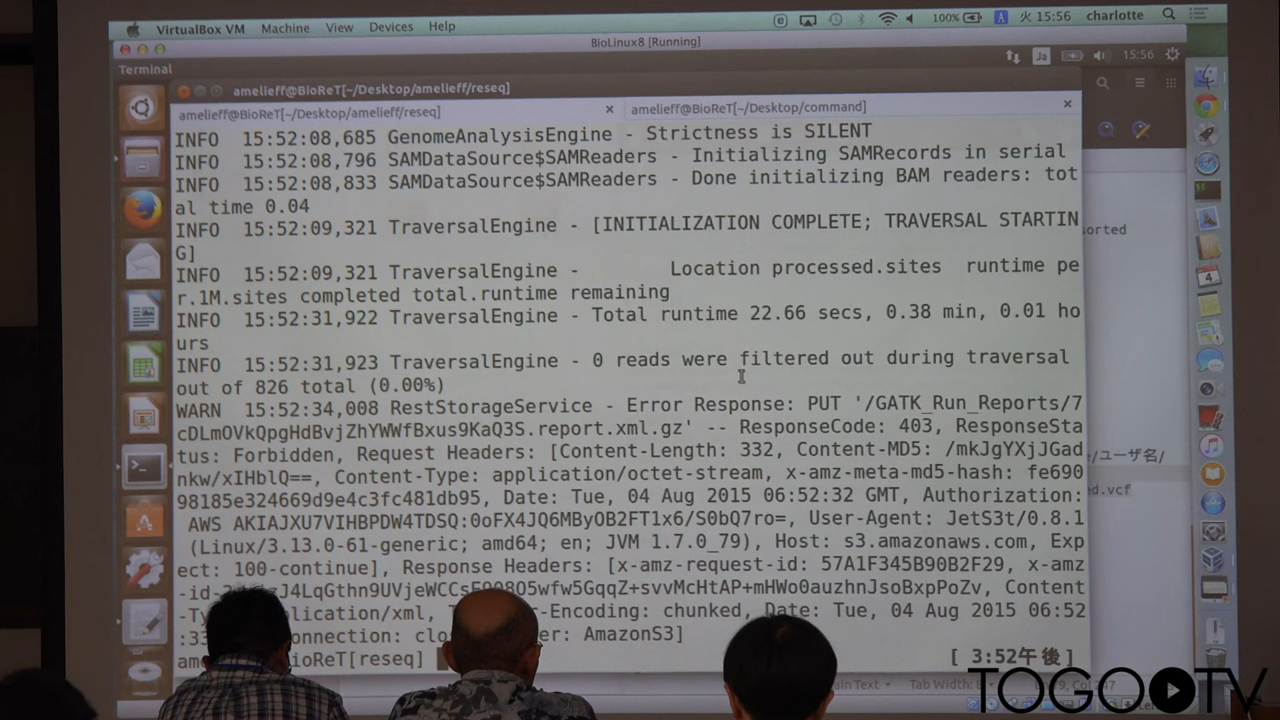 VirtualBox VM Machine View Devices Help 100% A 火 15:56 charlotte
BioLinux8 [Running]
Terminal Ja 15:56
amelieff@BioReT[~/Desktop/amelieff/reseq]
amelieff@BioReT[~/Desktop/amelieff/reseq] × amelieff@BioReT[~/Desktop/command] ×
INFO 15:52:08,685 GenomeAnalysisEngine - Strictness is SILENT
INFO 15:52:08,796 SAMDataSource$SAMReaders - Initializing SAMRecords in serial
INFO 15:52:08,833 SAMDataSource$SAMReaders - Done initializing BAM readers: tot
al time 0.04
INFO 15:52:09,321 TraversalEngine - [INITIALIZATION COMPLETE; TRAVERSAL STARTIN
G]
INFO 15:52:09,321 TraversalEngine - Location processed.sites runtime pe
r.1M.sites completed total.runtime remaining
INFO 15:52:31,922 TraversalEngine - Total runtime 22.66 secs, 0.38 min, 0.01 ho
urs
INFO 15:52:31,923 TraversalEngine - 0 reads were filtered out during traversal
out of 826 total (0.00%)
WARN 15:52:34,008 RestStorageService - Error Response: PUT '/GATK_Run_Reports/7
cDLmOVkQpgHdBvjZhYWWfBxus9KaQ3S.report.xml.gz' -- ResponseCode: 403, ResponseSta
tus: Forbidden, Request Headers: [Content-Length: 332, Content-MD5: /mkJgYXjJGad
nkw/xIHblQ==, Content-Type: application/octet-stream, x-amz-meta-md5-hash: fe690
98185e324669d9e4c3fc481db95, Date: Tue, 04 Aug 2015 06:52:32 GMT, Authorization:
AWS AKIAJXU7VIHBPDW4TDSQ:0oFX4JQ6MByOB2FT1x6/S0bQ7ro=, User-Agent: JetS3t/0.8.1
(Linux/3.13.0-61-generic; amd64; en; JVM 1.7.0_79), Host: s3.amazonaws.com, Exp
ect: 100-continue], Response Headers: [x-amz-request-id: 57A1F345B90B2F29, x-amz
-id- Content
plication/xml, -Encoding: chunked, Date: Tue, 04 Aug 2015 06:52
onnection: er: AmazonS3]
ioReT[reseq] [ 3:52午後]
orted
/ユーザ名/
ed.vcf
Tab Width:
TOGO TV